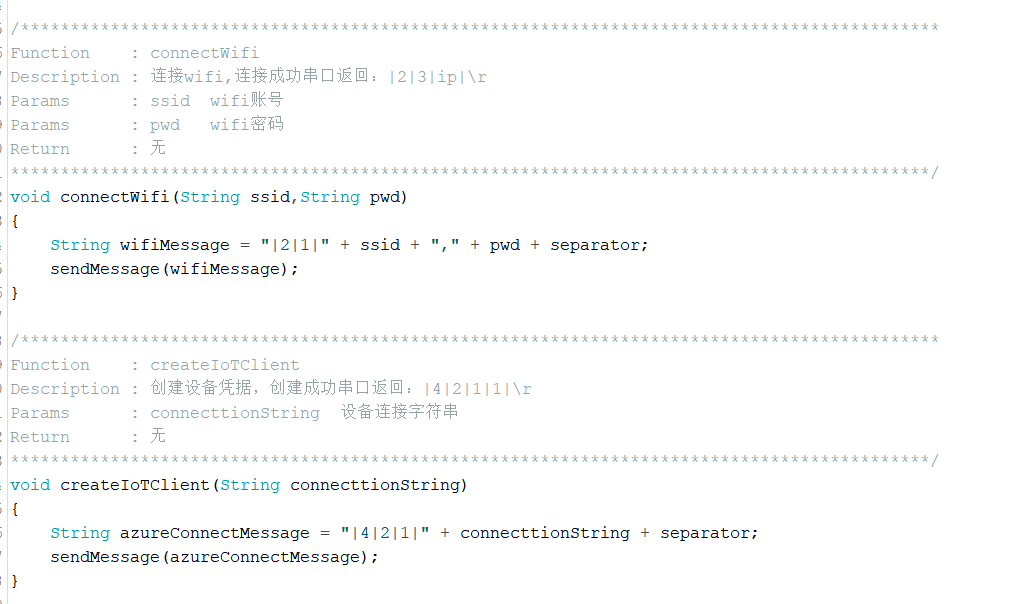 /********************************************************************************************
Function    : connectWifi
Description : 连接wifi,连接成功串口返回：|2|3|ip|\r
Params      : ssid  wifi账号
Params      : pwd   wifi密码
Return      : 无
********************************************************************************************/
void connectWifi(String ssid,String pwd)
{
    String wifiMessage = "|2|1|" + ssid + "," + pwd + separator;
    sendMessage(wifiMessage);
}
/********************************************************************************************
Function    : createIoTClient
Description : 创建设备凭据，创建成功串口返回：|4|2|1|1|\r
Params      : connecttionString  设备连接字符串
Return      : 无
********************************************************************************************/
void createIoTClient(String connecttionString)
{
    String azureConnectMessage = "|4|2|1|" + connecttionString + separator;
    sendMessage(azureConnectMessage);
}